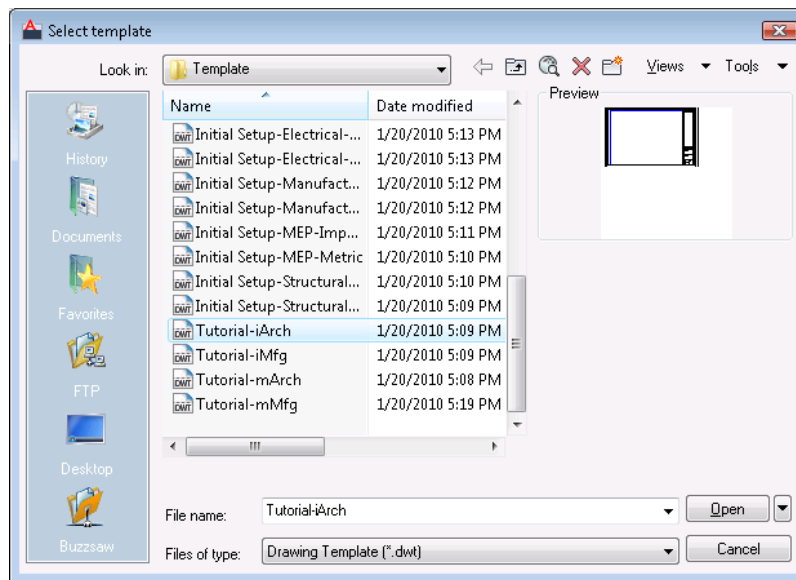 Select template
Look in: Template Views Tools
Name Date modified Preview
Initial Setup-Electrical-... 1/20/2010 5:13 PM
Initial Setup-Electrical-... 1/20/2010 5:13 PM
Initial Setup-Manufact... 1/20/2010 5:12 PM
Initial Setup-Manufact... 1/20/2010 5:12 PM
Initial Setup-MEP-Imp... 1/20/2010 5:11 PM
Initial Setup-MEP-Metric 1/20/2010 5:10 PM
Initial Setup-Structural... 1/20/2010 5:10 PM
Initial Setup-Structural... 1/20/2010 5:09 PM
Tutorial-iArch 1/20/2010 5:09 PM
Tutorial-iMfg 1/20/2010 5:09 PM
Tutorial-mArch 1/20/2010 5:08 PM
Tutorial-mMfg 1/20/2010 5:19 PM
History
Documents
Favorites
FTP
Desktop
Buzzsaw
File name: Tutorial-iArch Open
Files of type: Drawing Template (*.dwt) Cancel